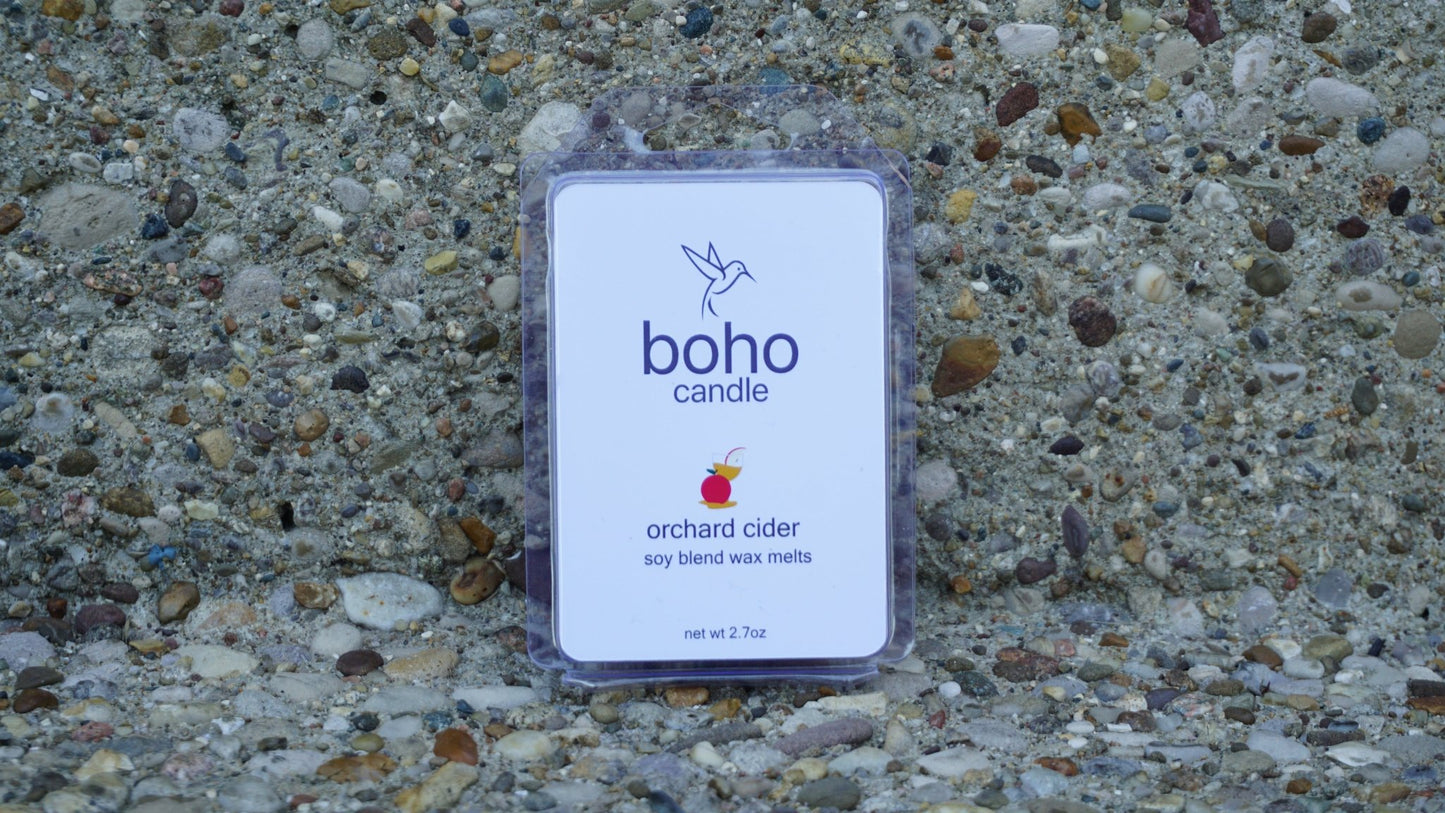 boho
candle
orchard cider
soy blend wax melts
net wt 2.7oz